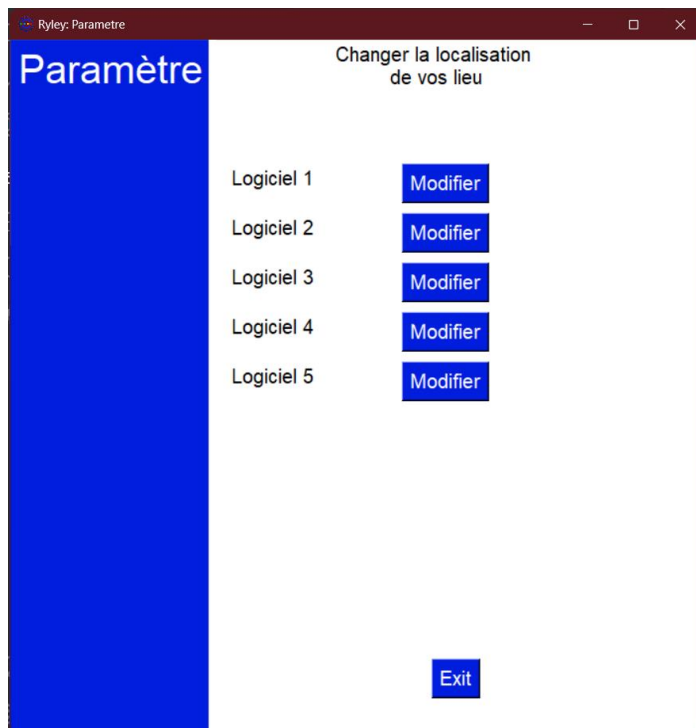 Ryley: Parametre
Paramètre
Changer la localisation
de vos lieu
Logiciel 1
Modifier
Logiciel 2
Modifier
Logiciel 3
Modifier
Logiciel 4
Modifier
Logiciel 5
Modifier
Exit